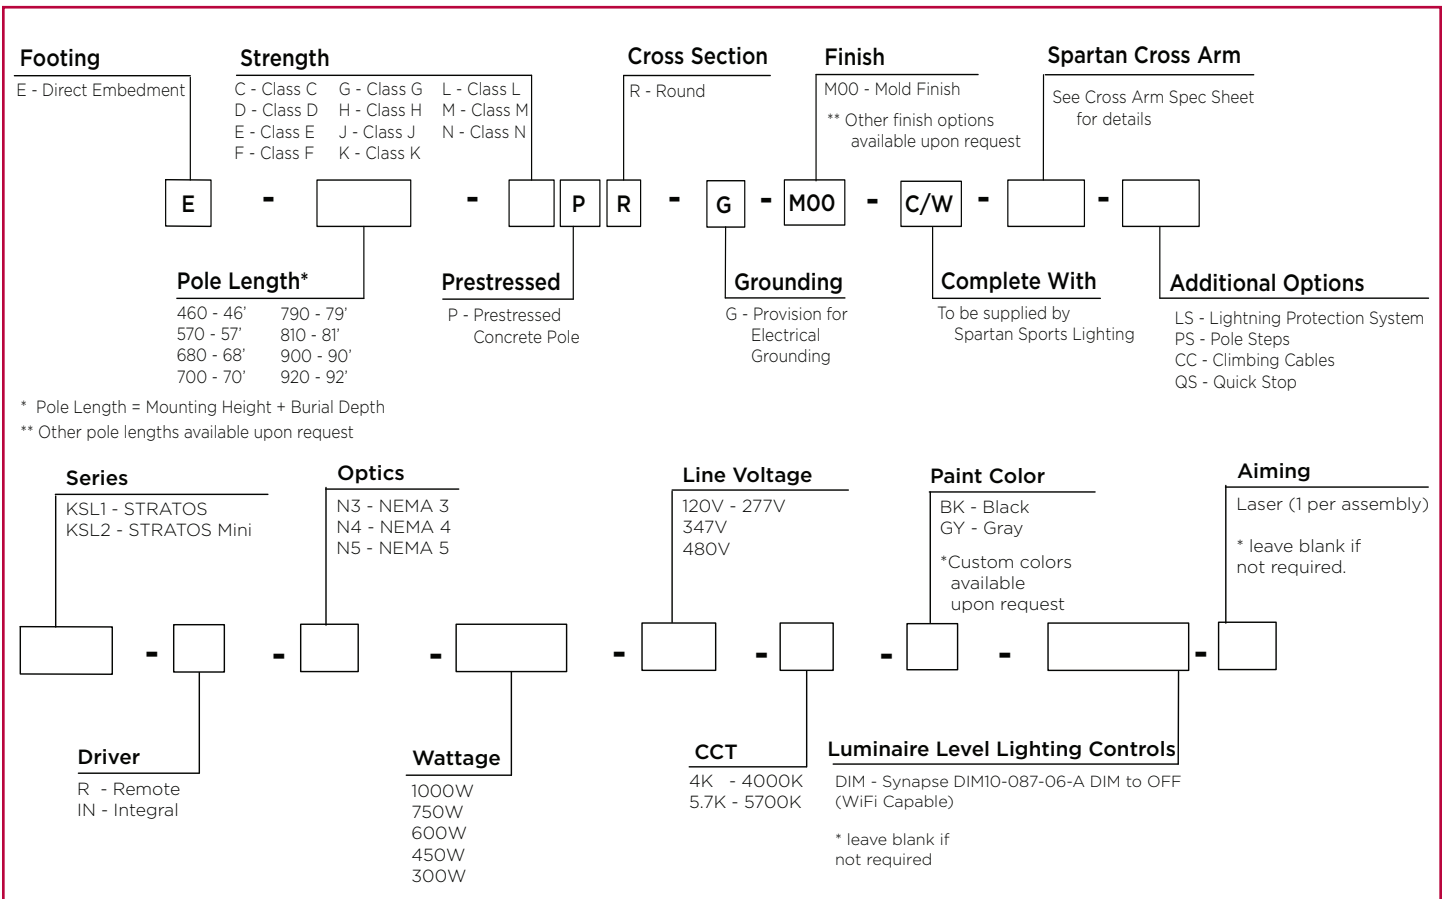 Footing
E - Direct Embedment
Strength
C - Class C G - Class G L - Class L
D - Class D H - Class H M - Class M
E - Class E J - Class J N - Class N
F - Class F K - Class K
Cross Section
R - Round
Finish
M00 - Mold Finish
** Other finish options
available upon request
Spartan Cross Arm
See Cross Arm Spec Sheet
for details
E - - P R - G - M00 - C/W - -
Pole Length*
460 - 46' 790 - 79'
570 - 57' 810 - 81'
680 - 68' 900 - 90'
700 - 70' 920 - 92'
Prestressed
P - Prestressed
Concrete Pole
Grounding
G - Provision for
Electrical
Grounding
Complete With
To be supplied by
Spartan Sports Lighting
Additional Options
LS - Lightning Protection System
PS - Pole Steps
CC - Climbing Cables
QS - Quick Stop
* Pole Length = Mounting Height + Burial Depth
** Other pole lengths available upon request
Series
KSL1 - STRATOS
KSL2 - STRATOS Mini
Optics
N3 - NEMA 3
N4 - NEMA 4
N5 - NEMA 5
Line Voltage
120V - 277V
347V
480V
Paint Color
BK - Black
GY - Gray
*Custom colors
available
upon request
Aiming
Laser (1 per assembly)
* leave blank if
not required.
- - - - - - - -
Driver
R - Remote
IN - Integral
Wattage
1000W
750W
600W
450W
300W
CCT
4K - 4000K
5.7K - 5700K
Luminaire Level Lighting Controls
DIM - Synapse DIM10-087-06-A DIM to OFF
(WiFi Capable)
* leave blank if
not required